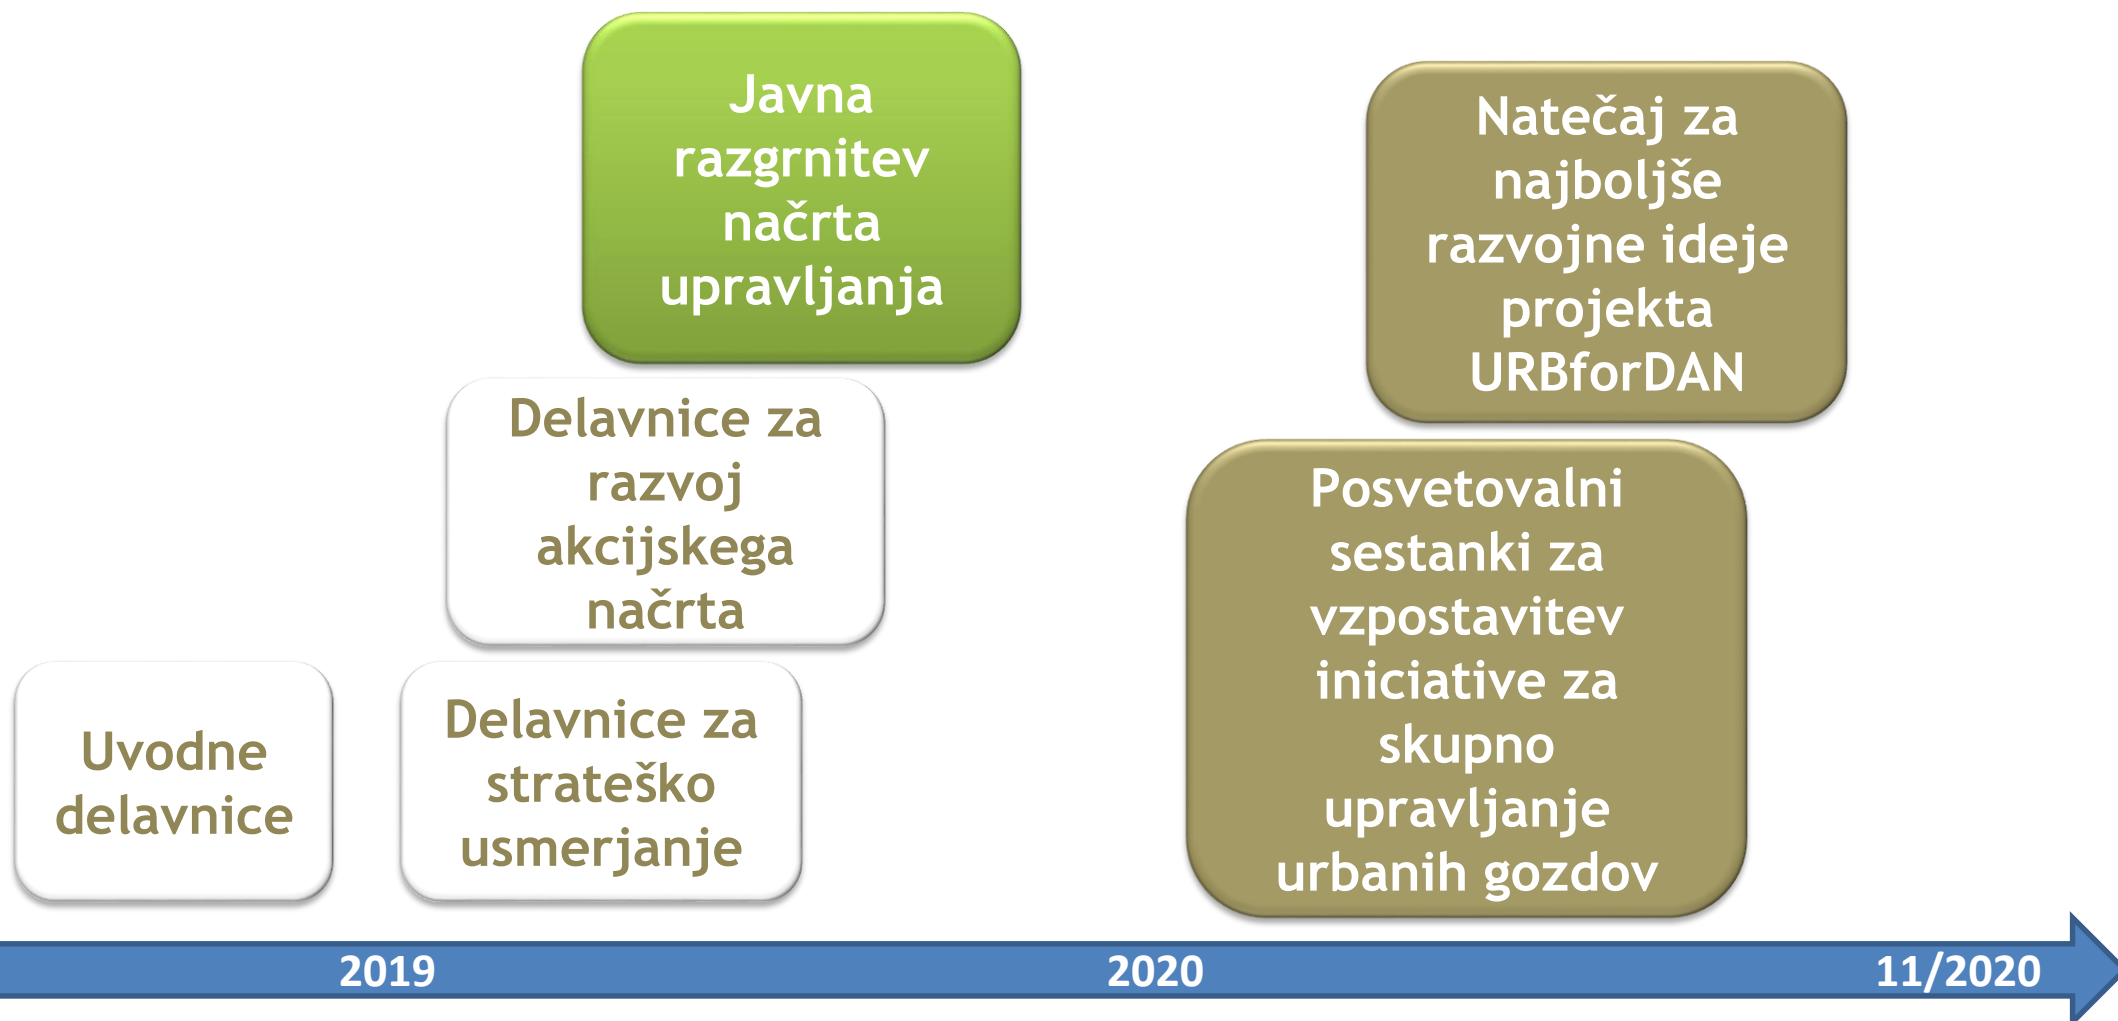 Javna
razgrnitev
načrta
upravljanja
Natečaj za
najboljše
razvojne ideje
projekta
URBforDAN
Delavnice za
razvoj
akcijskega
načrta
Posvetovalni
sestanki za
vzpostavitev
iniciative za
skupno
upravljanje
urbanih gozdov
Uvodne
delavnice
Delavnice za
strateško
usmerjanje
2019
2020
11/2020